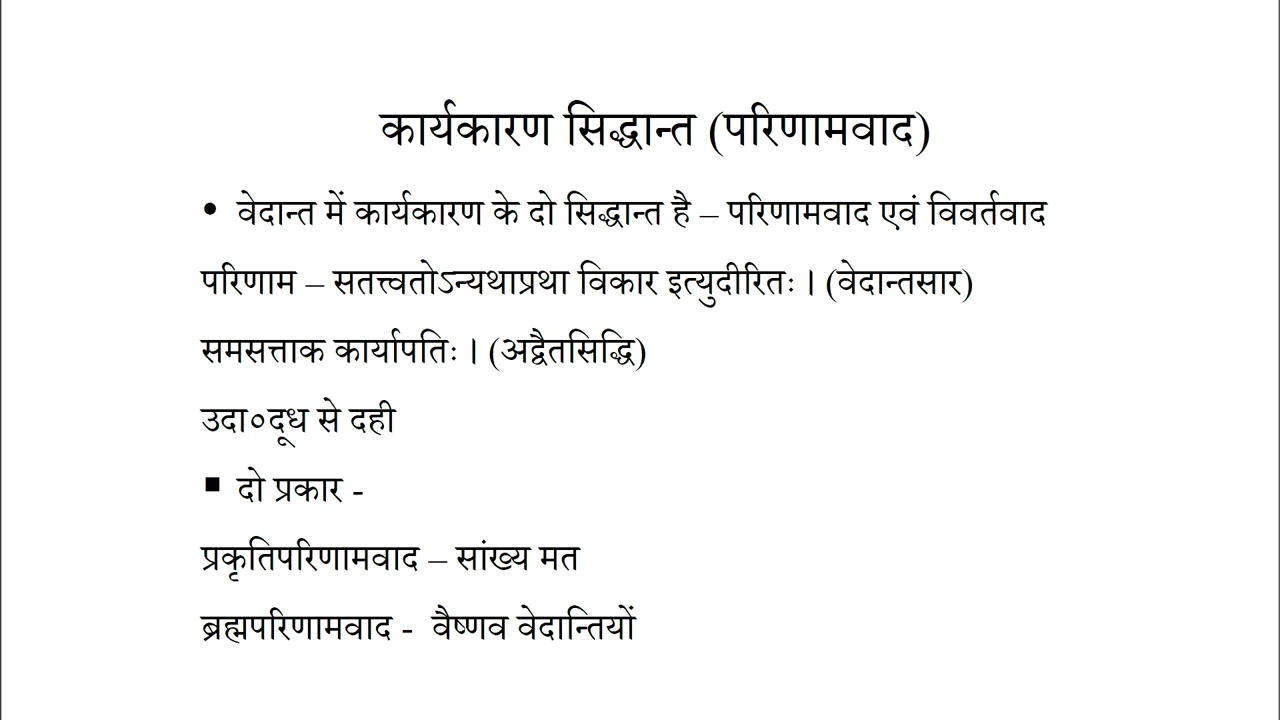 कार्यकारण सिद्धान्त (परिणामवाद)
• वेदान्त में कार्यकारण के दो सिद्धान्त है – परिणामवाद एवं विवर्तवाद
परिणाम – सतत्त्वतोऽन्यथाप्रथा विकार इत्युदीरितः । (वेदान्तसार)
समसत्ताक कार्यापतिः । (अद्वैतसिद्धि)
उदा०दूध से दही
▪ दो प्रकार -
प्रकृतिपरिणामवाद – सांख्य मत
ब्रह्मपरिणामवाद - वैष्णव वेदान्तियों